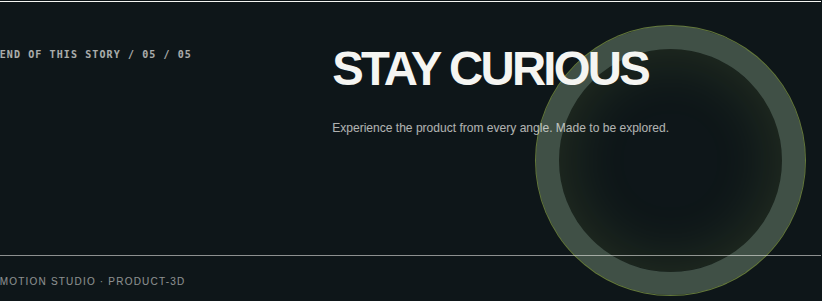 END OF THIS STORY / 05 / 05
STAY CURIOUS
Experience the product from every angle. Made to be explored.
MOTION STUDIO · PRODUCT-3D